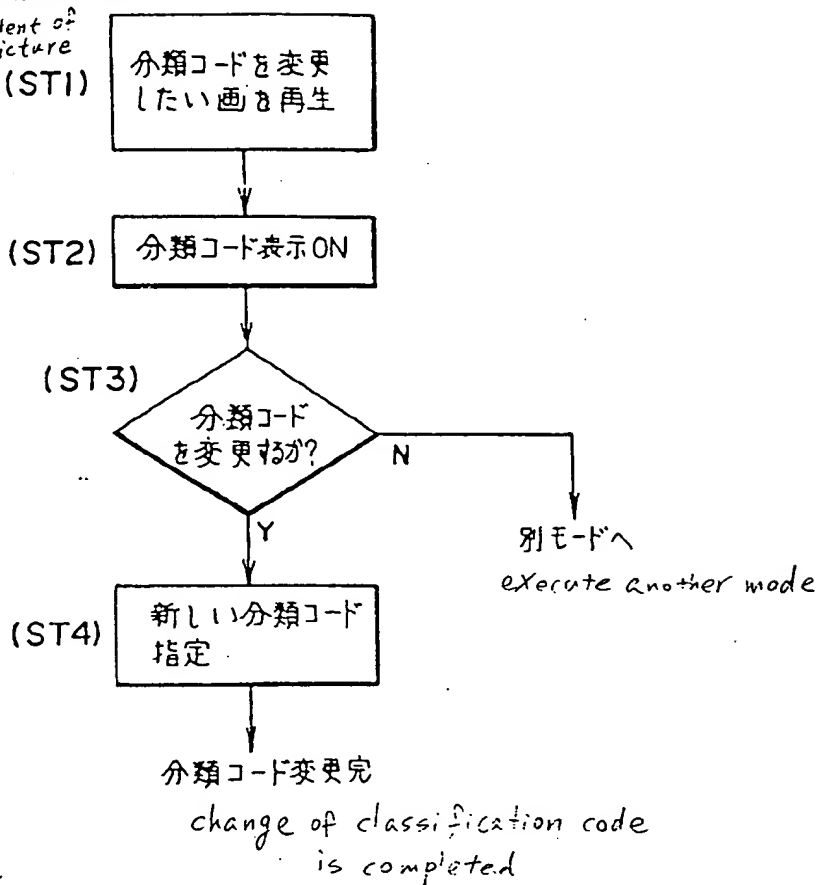 picture
(ST1)
分類コードを変更
したい画を再生
(ST2)
分類コード表示ON
(ST3)
分類コード
を変更するか?
N
Y
別モードへ
execute another mode
(ST4)
新しい分類コード
指定
分類コード変更完
change of classification code
is completed